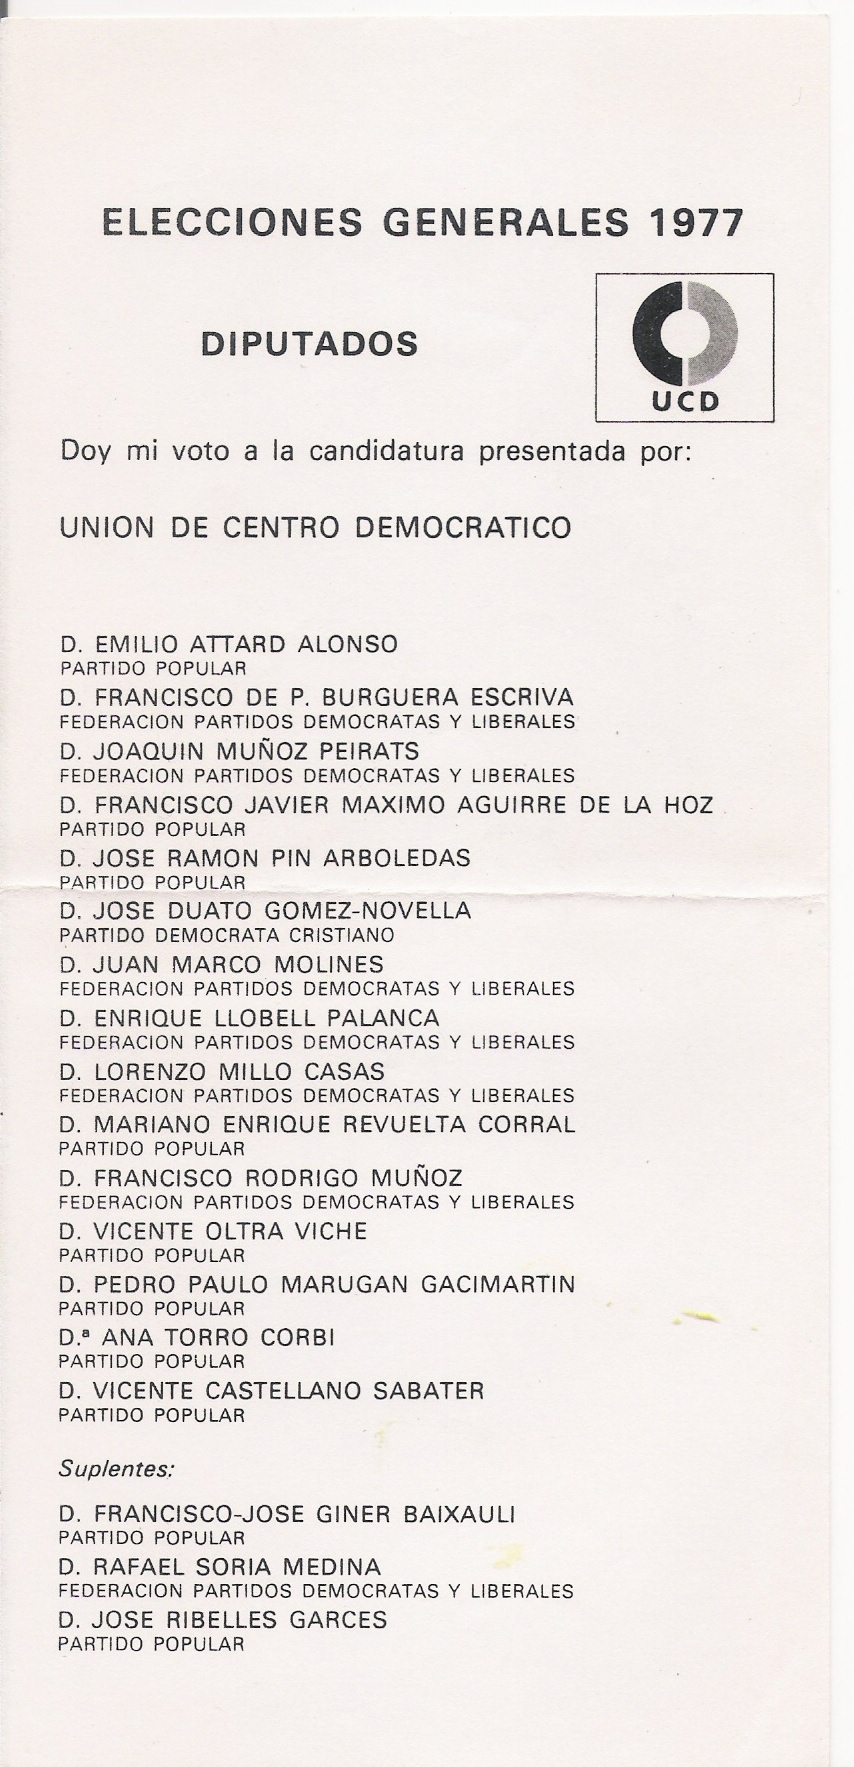 ELECCIONES GENERALES 1977
DIPUTADOS
UCD
Doy mi voto a la candidatura presentada por:
UNION DE CENTRO DEMOCRATICO
D. EMILIO ATTARD ALONSO
PARTIDO POPULAR
D. FRANCISCO DE P. BURGUERA ESCRIVA
FEDERACION PARTIDOS DEMOCRATAS Y LIBERALES
D. JOAQUIN MUÑOZ PEIRATS
FEDERACION PARTIDOS DEMOCRATAS Y LIBERALES
D. FRANCISCO JAVIER MAXIMO AGUIRRE DE LA HOZ
PARTIDO POPULAR
D. JOSE RAMON PIN ARBOLEDAS
PARTIDO POPULAR
D. JOSE DUATO GOMEZ-NOVELLA
PARTIDO DEMOCRATA CRISTIANO
D. JUAN MARCO MOLINES
FEDERACION PARTIDOS DEMOCRATAS Y LIBERALES
D. ENRIQUE LLOBELL PALANCA
FEDERACION PARTIDOS DEMOCRATAS Y LIBERALES
D. LORENZO MILLO CASAS
FEDERACION PARTIDOS DEMOCRATAS Y LIBERALES
D. MARIANO ENRIQUE REVUELTA CORRAL
PARTIDO POPULAR
D. FRANCISCO RODRIGO MUÑOZ
FEDERACION PARTIDOS DEMOCRATAS Y LIBERALES
D. VICENTE OLTRA VICHE
PARTIDO POPULAR
D. PEDRO PAULO MARUGAN GACIMARTIN
PARTIDO POPULAR
D.ª ANA TORRO CORBI
PARTIDO POPULAR
D. VICENTE CASTELLANO SABATER
PARTIDO POPULAR
Suplentes:
D. FRANCISCO-JOSE GINER BAIXAULI
PARTIDO POPULAR
D. RAFAEL SORIA MEDINA
FEDERACION PARTIDOS DEMOCRATAS Y LIBERALES
D. JOSE RIBELLES GARCES
PARTIDO POPULAR